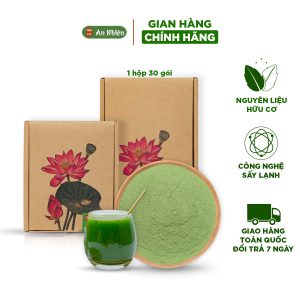 An Nhiên
GIAN HÀNG
CHÍNH HÃNG
1 hộp 30 gói
NGUYÊN LIỆU
HỮU CƠ
CÔNG NGHỆ
SẤY LẠNH
GIAO HÀNG
TOÀN QUỐC
ĐỔI TRẢ 7 NGÀY